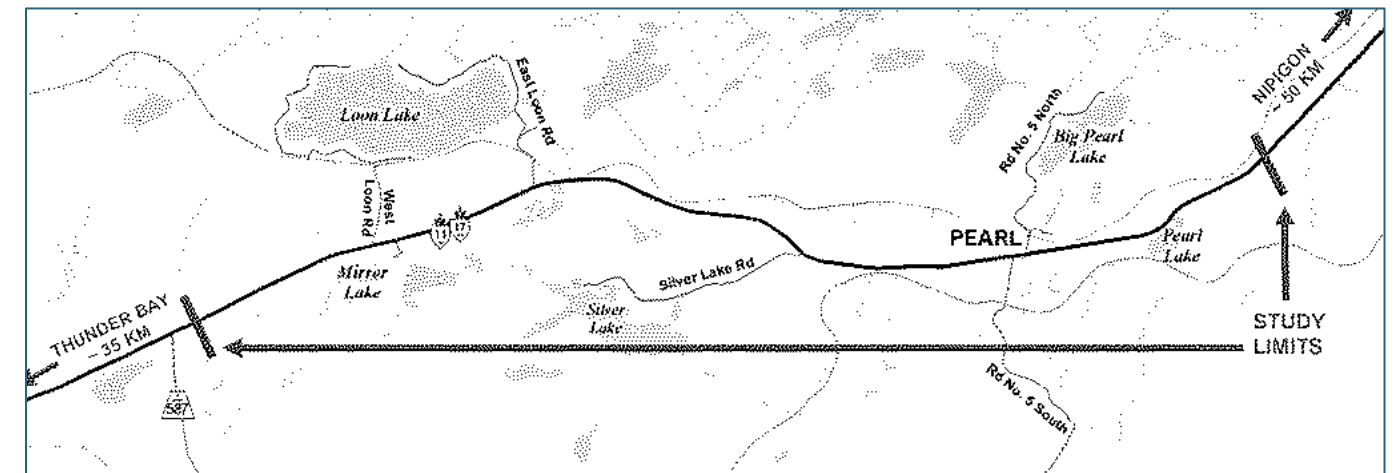 NIPIGON
~ 50 KM
East Loon Rd
Loon Lake
Rd No. 5 North
Big Pearl
Lake
West
Loon Rd
11
17
PEARL
Pearl
Lake
Mirror
Lake
Silver Lake Rd
Silver
Lake
THUNDER BAY
~ 35 KM
STUDY
LIMITS
Rd No. 5 South
587